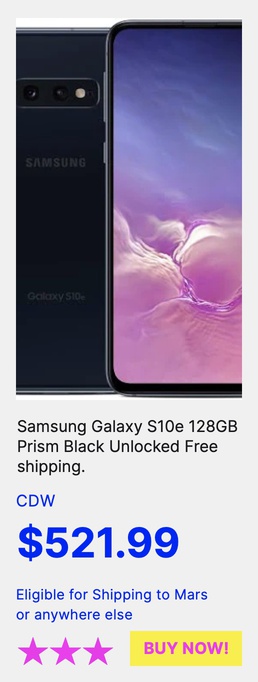 SAMSUNG
Galaxy S10e
Samsung Galaxy S10e 128GB
Prism Black Unlocked Free
shipping.
CDW
$521.99
Eligible for Shipping to Mars
or anywhere else
BUY NOW!